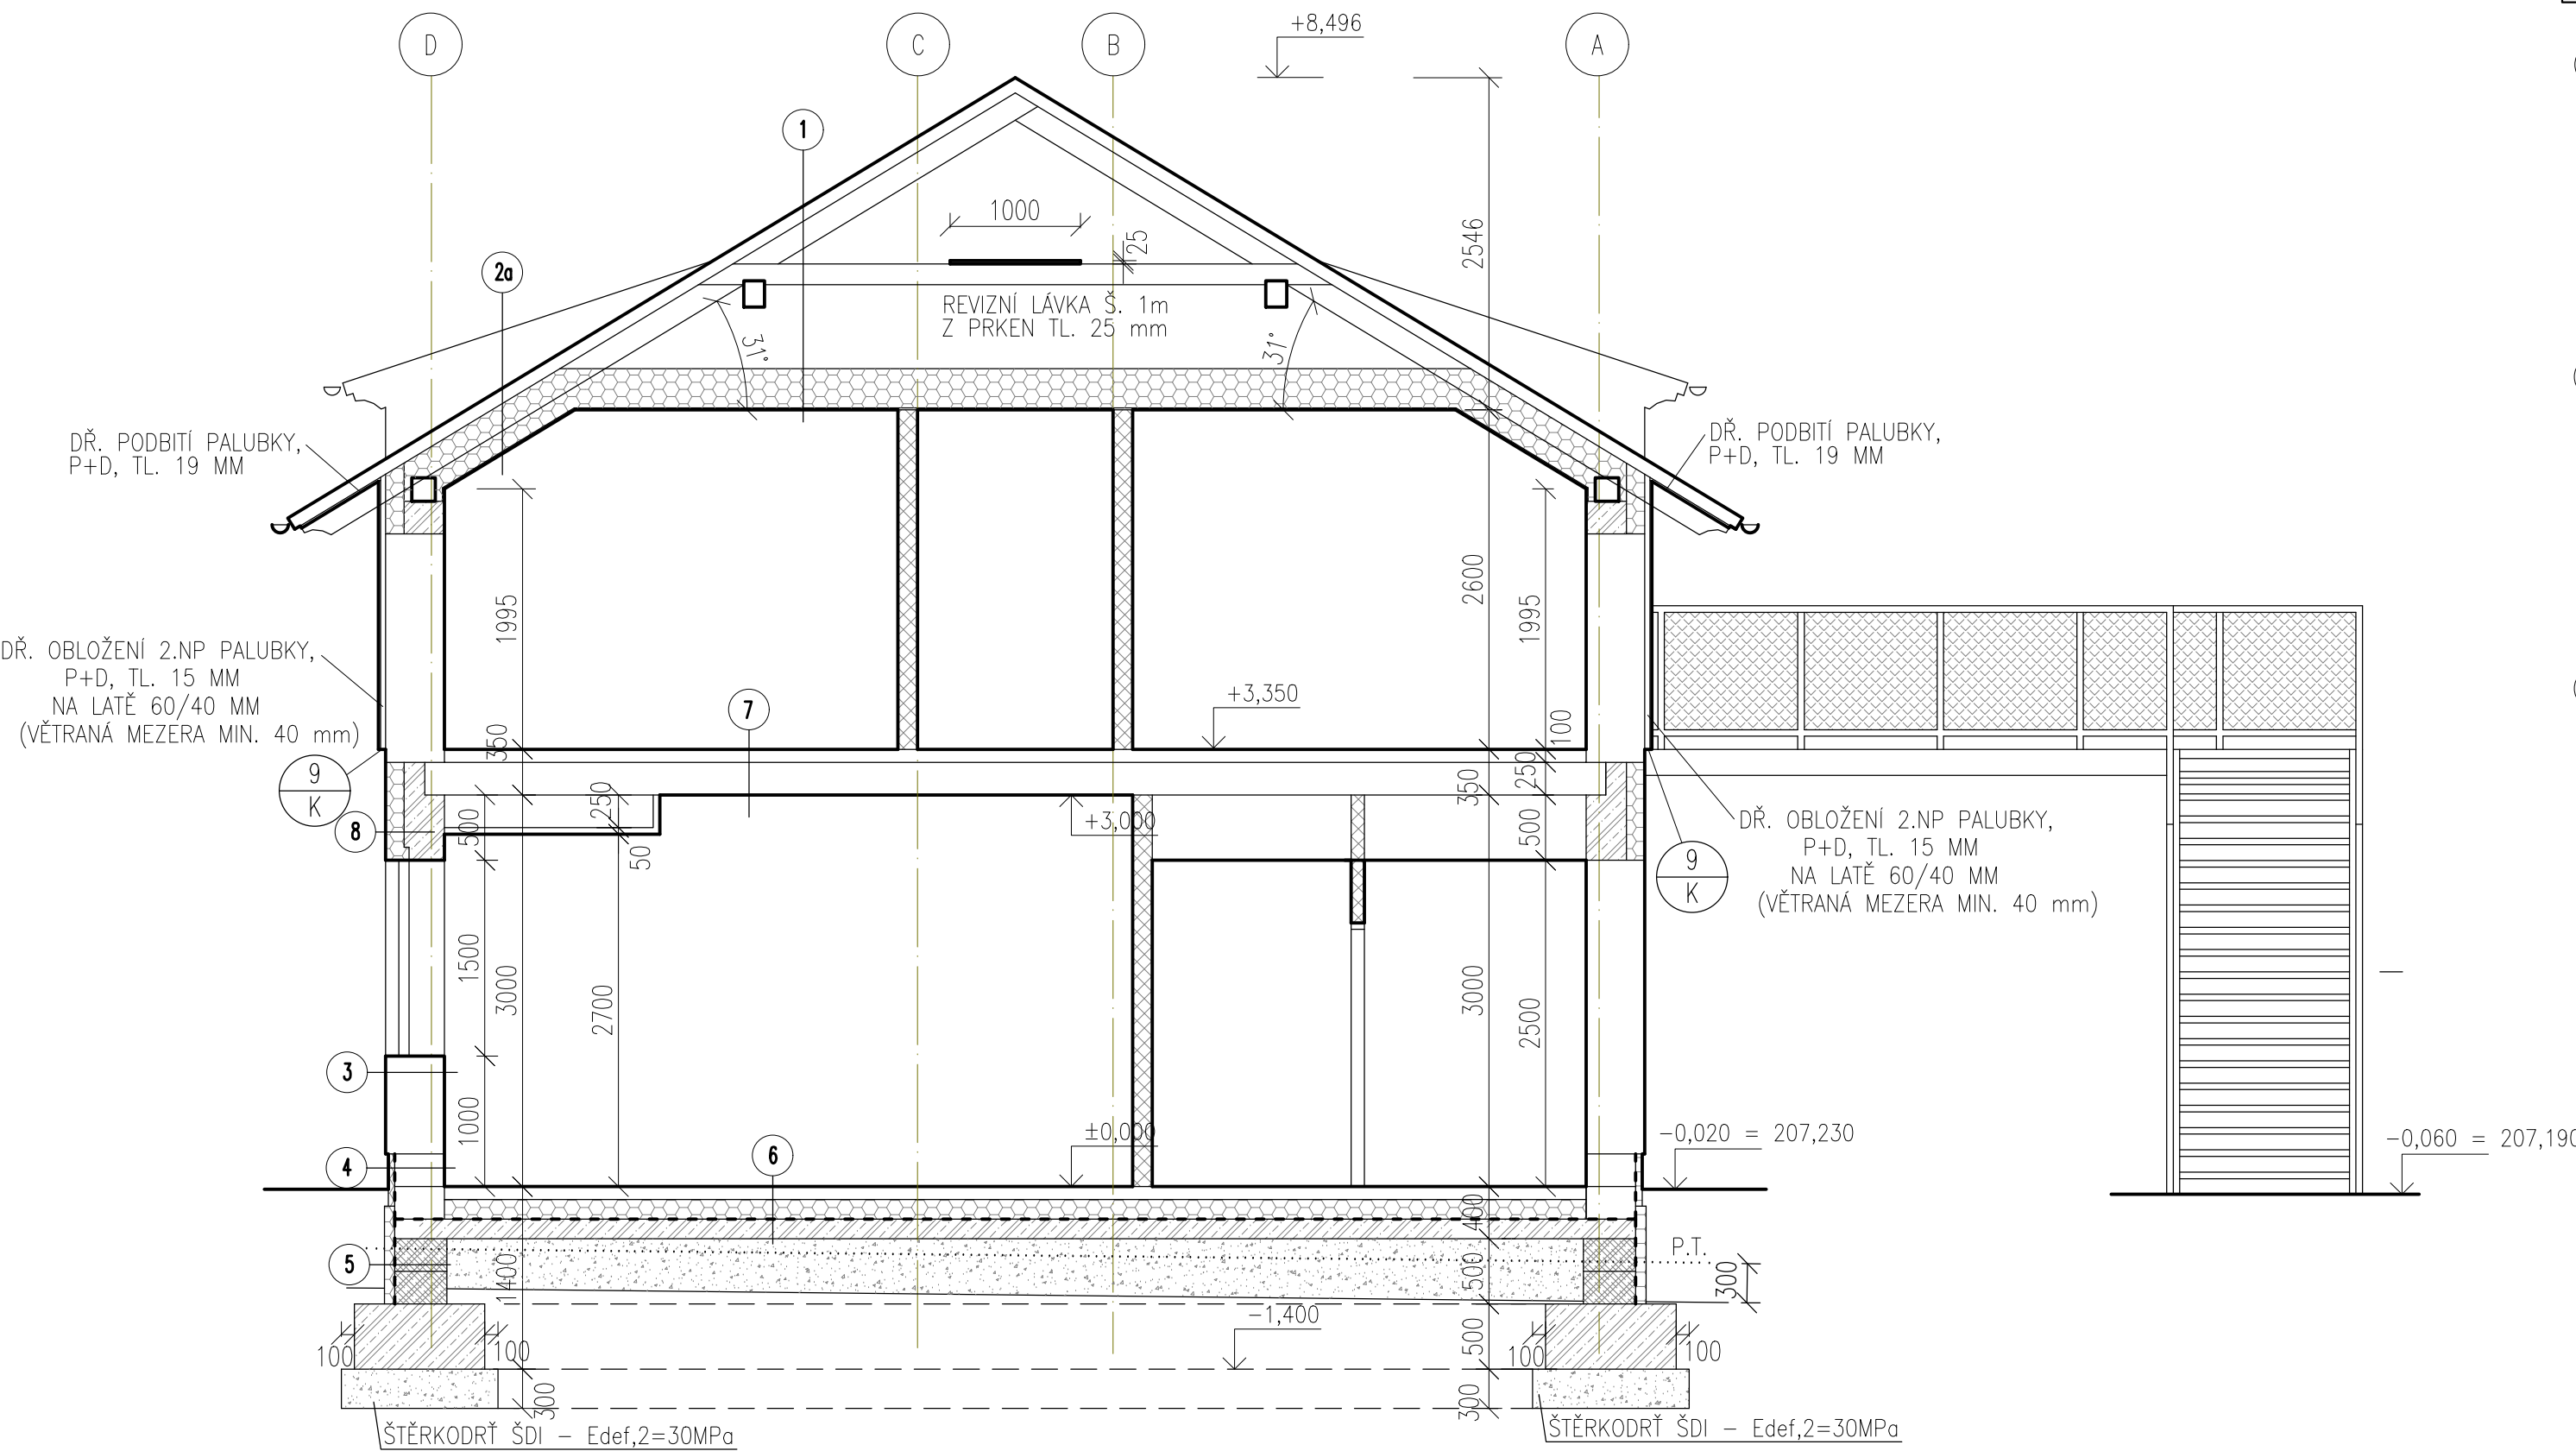 D
C
B
A
+8,496
1
2a
1000
25
2546
REVIZNÍ LÁVKA Š. 1m
Z PRKEN TL. 25 mm
31°
31°
DŘ. PODBITÍ PALUBKY,
P+D, TL. 19 MM
DŘ. PODBITÍ PALUBKY,
P+D, TL. 19 MM
1995
2600
1995
DŘ. OBLOŽENÍ 2.NP PALUBKY,
P+D, TL. 15 MM
NA LATĚ 60/40 MM
(VĚTRANÁ MEZERA MIN. 40 mm)
7
+3,350
350
100
9
K
250
350
250
8
500
50
+3,000
500
DŘ. OBLOŽENÍ 2.NP PALUBKY,
P+D, TL. 15 MM
NA LATĚ 60/40 MM
(VĚTRANÁ MEZERA MIN. 40 mm)
9
K
1500
3000
2700
3000
2500
3
1000
4
6
±0,000
-0,020 = 207,230
-0,060 = 207,190
400
5
1400
500
P.T.
300
-1,400
100
100
500
100
100
300
300
ŠTĚRKODRŤ ŠDI – Edef,2=30MPa
ŠTĚRKODRŤ ŠDI – Edef,2=30MPa